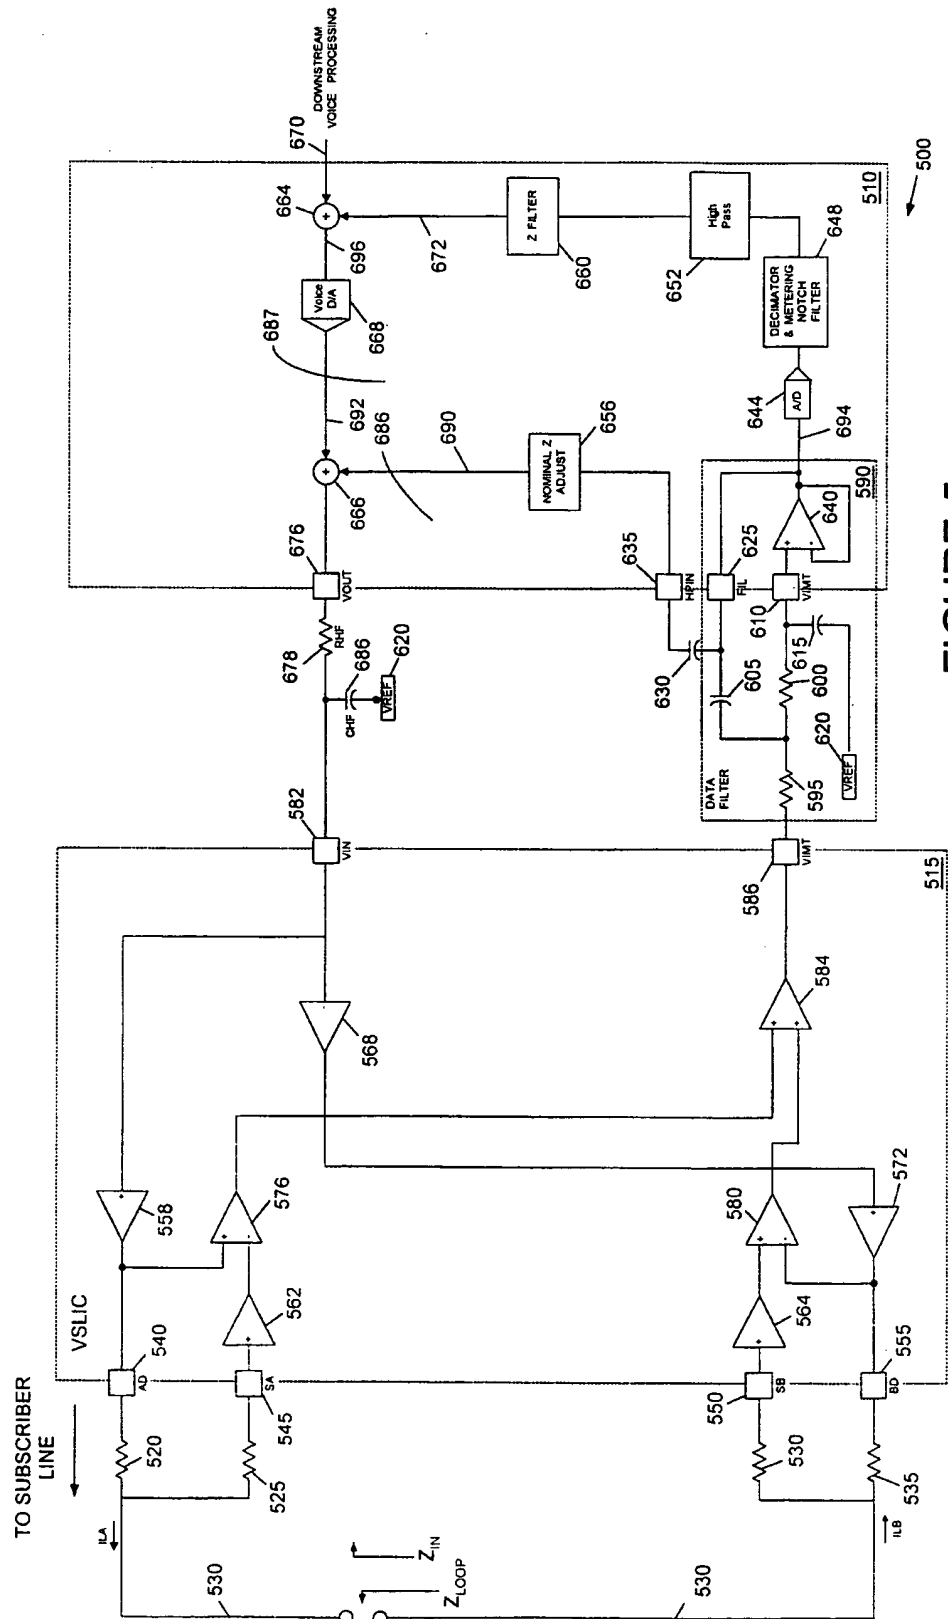 DOWNSTREAM
VOICE PROCESSING
670
664
696
672
Z FILTER
660
High
Pass
652
510
500
648
DECIMATOR
& METERING
NOTCH
FILTER
Voice
D/A
668
687
692
686
690
656
NOMINAL Z
ADJUST
644
A/D
694
666
676
VOUT
635
HPIN
625
FIL
610
VIMT
640
590
678
RHF
686
CHF
620
VREF
630
605
615
600
620
VREF
595
DATA
FILTER
582
VIN
586
VIMT
515
568
584
558
576
580
572
562
564
VSLIC
540
AD
545
SA
550
SB
555
BD
TO SUBSCRIBER
LINE
520
525
530
535
ILA
ILB
530
ZIN
ZLOOP
530